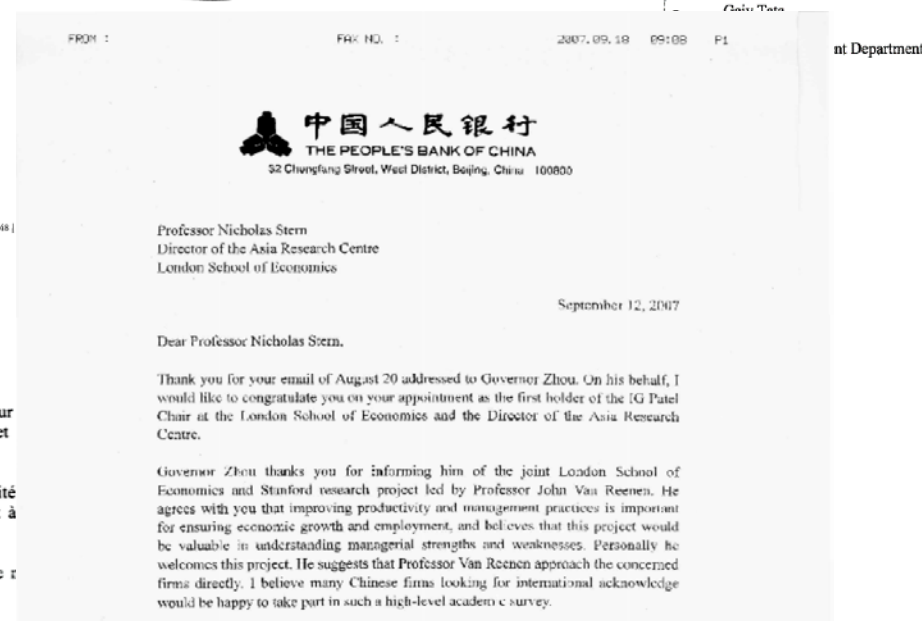 FROM :
FAX NO. :
2007.09.18 09:08 P1
nt Department
中国人民银行
THE PEOPLE'S BANK OF CHINA
32 Chengfang Street, West District, Beijing, China 100800
Professor Nicholas Stern
Director of the Asia Research Centre
London School of Economics
September 12, 2007
Dear Professor Nicholas Stern,
Thank you for your email of August 20 addressed to Governor Zhou. On his behalf, I
would like to congratulate you on your appointment as the first holder of the IG Patel
Chair at the London School of Economics and the Director of the Asia Research
Centre.
Governor Zhou thanks you for informing him of the joint London School of
Economics and Stanford research project led by Professor John Van Reenen. He
agrees with you that improving productivity and management practices is important
for ensuring economic growth and employment, and believes that this project would
be valuable in understanding managerial strengths and weaknesses. Personally he
welcomes this project. He suggests that Professor Van Reenen approach the concerned
firms directly. I believe many Chinese firms looking for international acknowledge
would be happy to take part in such a high-level academic survey.
ur
et
ité
à